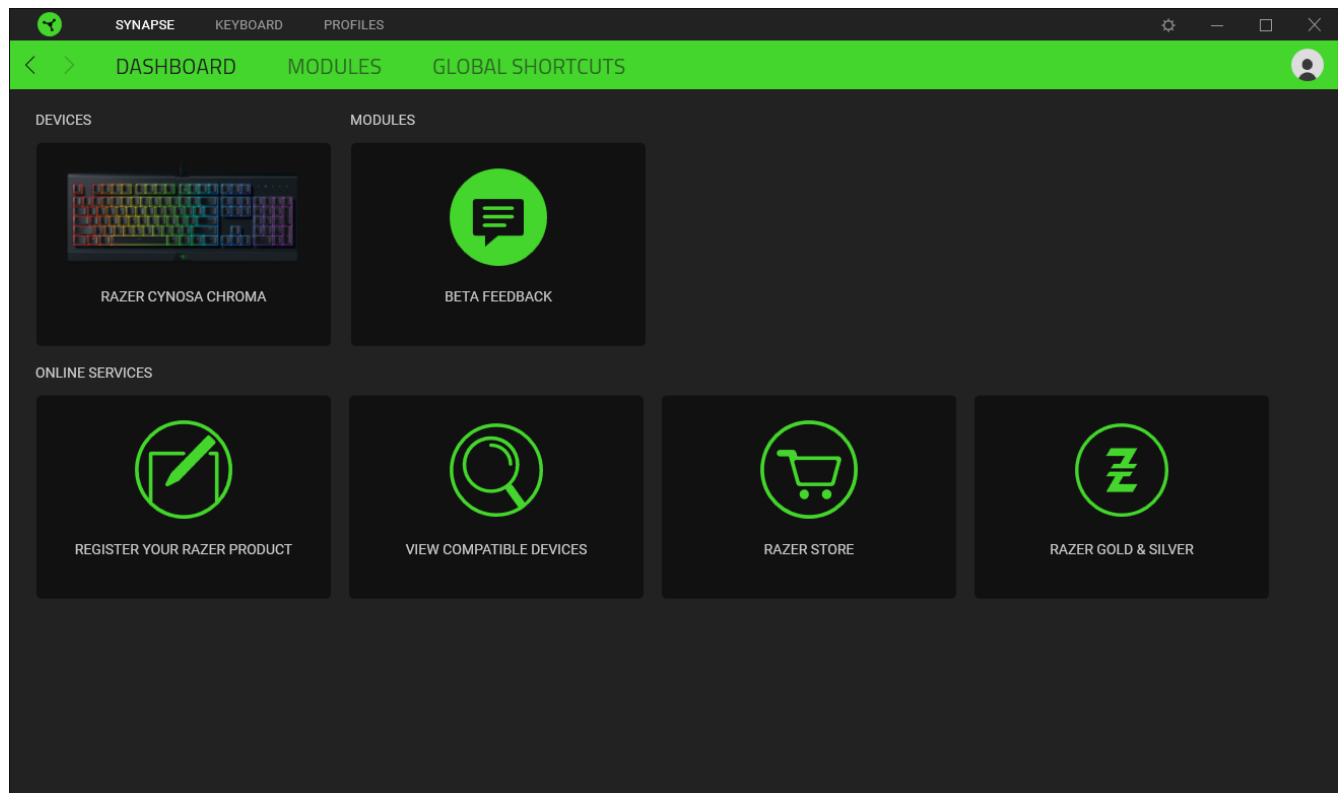 SYNAPSE KEYBOARD PROFILES
DASHBOARD MODULES GLOBAL SHORTCUTS
DEVICES MODULES
RAZER CYNOSA CHROMA BETA FEEDBACK
ONLINE SERVICES
REGISTER YOUR RAZER PRODUCT VIEW COMPATIBLE DEVICES RAZER STORE RAZER GOLD & SILVER